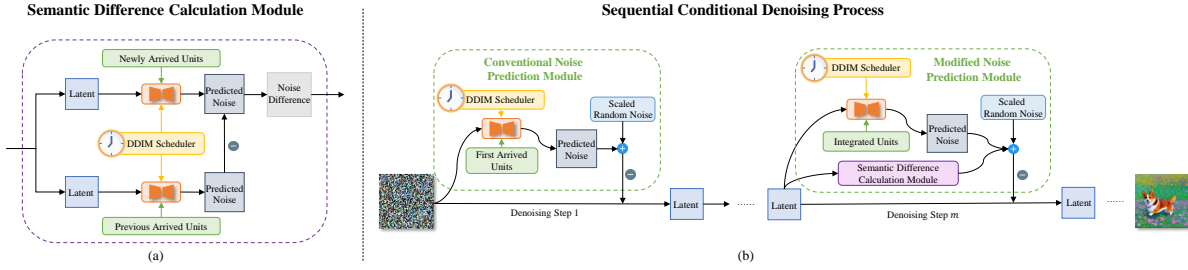 Semantic Difference Calculation Module
Newly Arrived Units
Latent
Predicted
Noise
Noise
Difference
DDIM Scheduler
−
Latent
Predicted
Noise
Previous Arrived Units
(a)
Sequential Conditional Denoising Process
Conventional Noise
Prediction Module
DDIM Scheduler
Scaled
Random Noise
Predicted
Noise
+
First Arrived
Units
−
Denoising Step 1
Latent
......
Modified Noise
Prediction Module
DDIM Scheduler
Scaled
Random Noise
Predicted
Noise
Integrated Units
+
Semantic Difference
Calculation Module
−
Latent
Denoising Step m
Latent
......
(b)